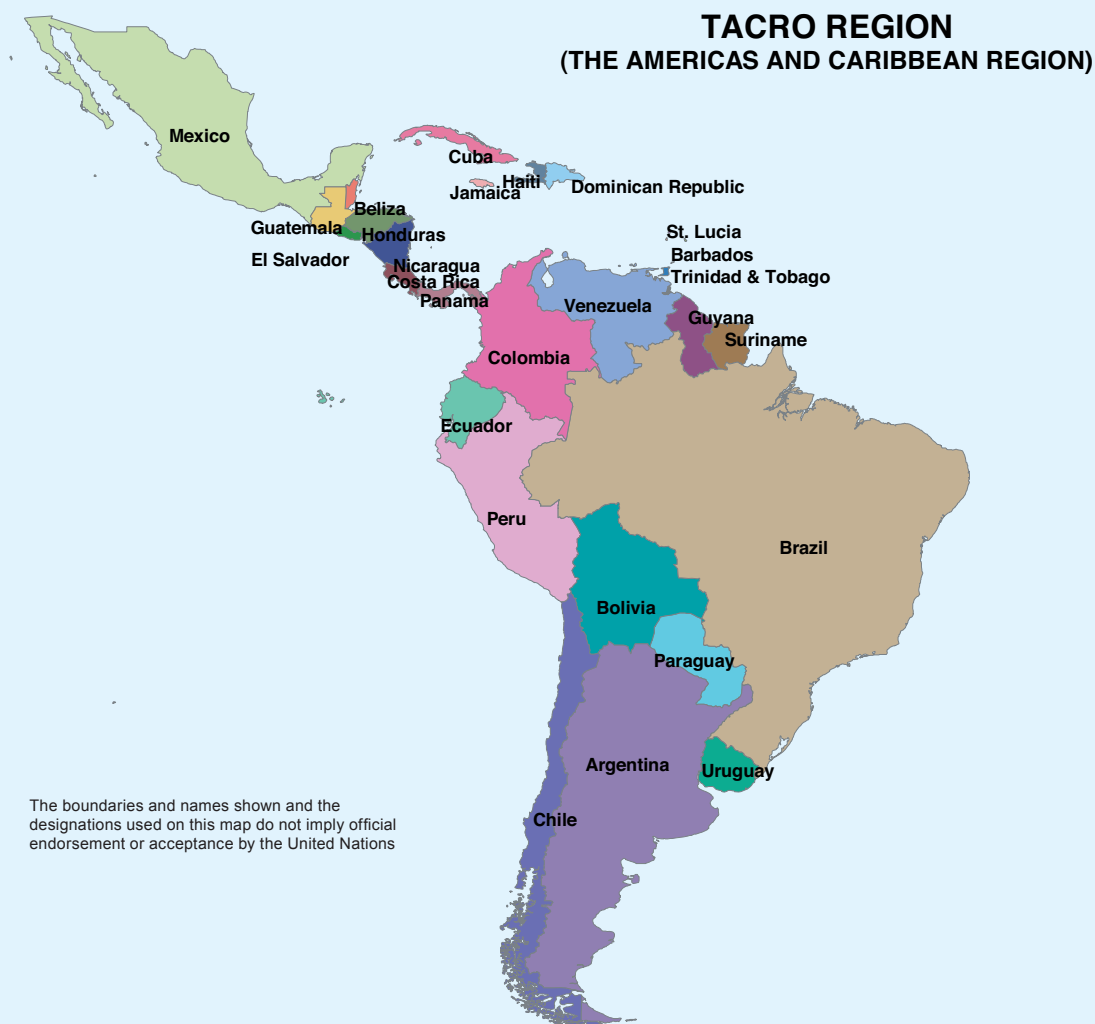 TACRO REGION
(THE AMERICAS AND CARIBBEAN REGION)
Mexico
Cuba
Haiti
Jamaica
Dominican Republic
Beliza
Guatemala
Honduras
El Salvador
Nicaragua
Costa Rica
Panama
St. Lucia
Barbados
Trinidad & Tobago
Venezuela
Guyana
Suriname
Colombia
Ecuador
Peru
Brazil
Bolivia
Paraguay
Argentina
Uruguay
Chile
The boundaries and names shown and the
designations used on this map do not imply official
endorsement or acceptance by the United Nations